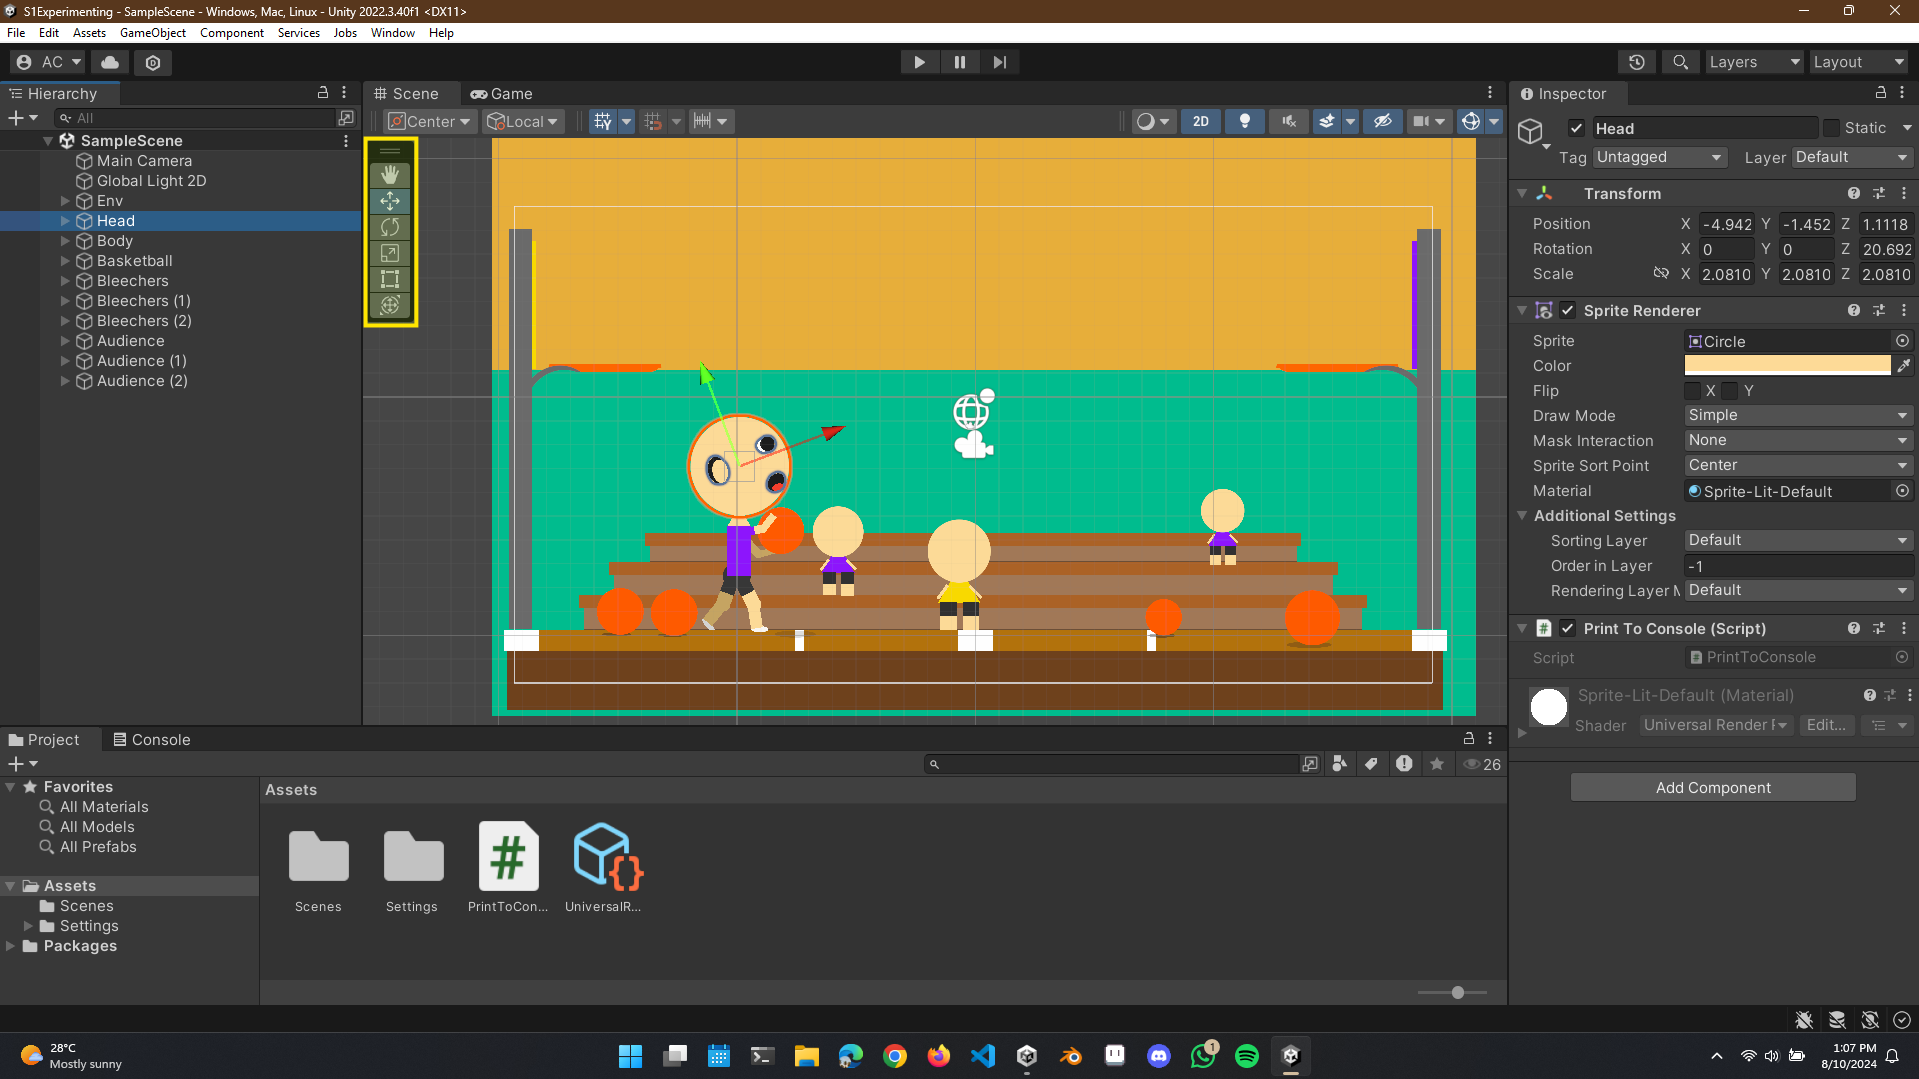 S1Experimenting - SampleScene - Windows, Mac, Linux - Unity 2022.3.40f1 <DX11>
File Edit Assets GameObject Component Services Jobs Window Help
AC
Layers
Layout
Hierarchy
All
SampleScene
Main Camera
Global Light 2D
Env
Head
Body
Basketball
Bleechers
Bleechers (1)
Bleechers (2)
Audience
Audience (1)
Audience (2)
Scene
Game
Center
Local
2D
Inspector
Head
Static
Tag Untagged Layer Default
Transform
Position X -4.942 Y -1.452 Z 1.1118
Rotation X 0 Y 0 Z 20.692
Scale X 2.0810 Y 2.0810 Z 2.0810
Sprite Renderer
Sprite Circle
Color
Flip X Y
Draw Mode Simple
Mask Interaction None
Sprite Sort Point Center
Material Sprite-Lit-Default
Additional Settings
Sorting Layer Default
Order in Layer -1
Rendering Layer M Default
# Print To Console (Script)
Script PrintToConsole
Sprite-Lit-Default (Material)
Shader Universal Render P Edit...
Add Component
Project
Console
26
Favorites
All Materials
All Models
All Prefabs
Assets
Scenes
Settings
Packages
Assets
Scenes
Settings
#
PrintToCon...
{}
UniversalR...
28°C
Mostly sunny
1
1:07 PM
8/10/2024